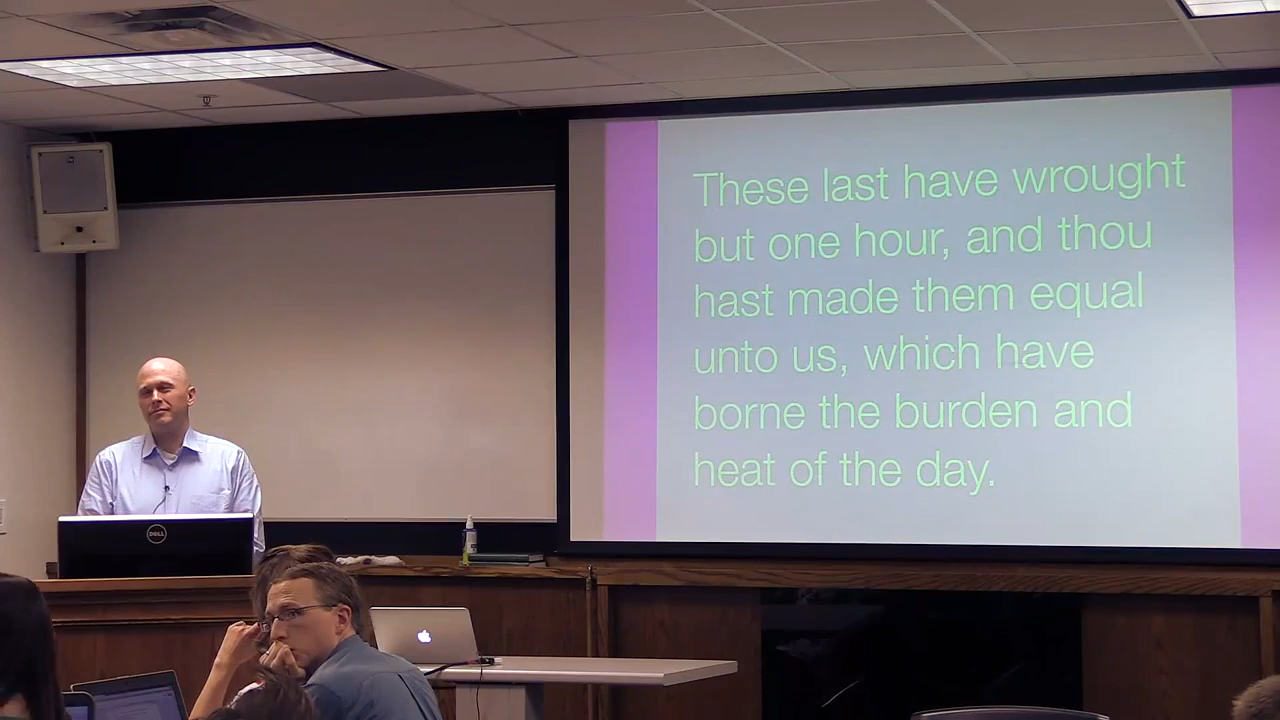 These last have wrought
but one hour, and thou
hast made them equal
unto us, which have
borne the burden and
heat of the day.
DELL